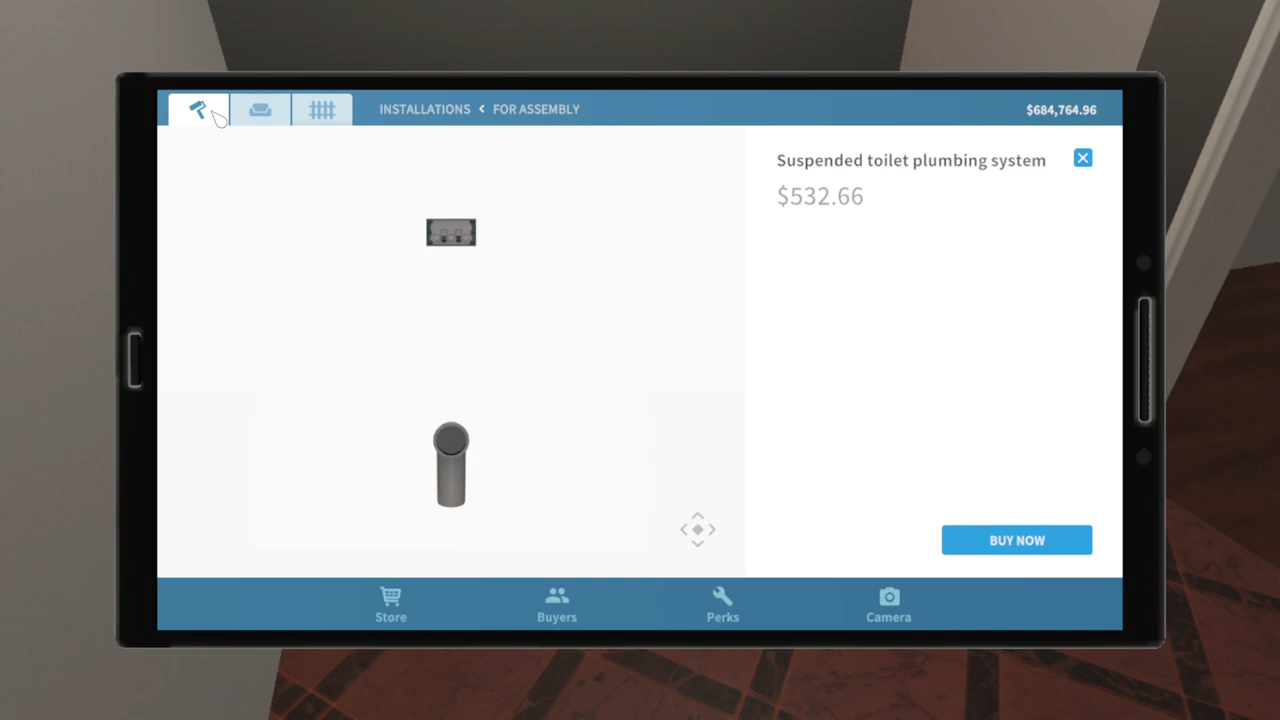 INSTALLATIONS < FOR ASSEMBLY
$684,764.96
Suspended toilet plumbing system
$532.66
BUY NOW
Store
Buyers
Perks
Camera